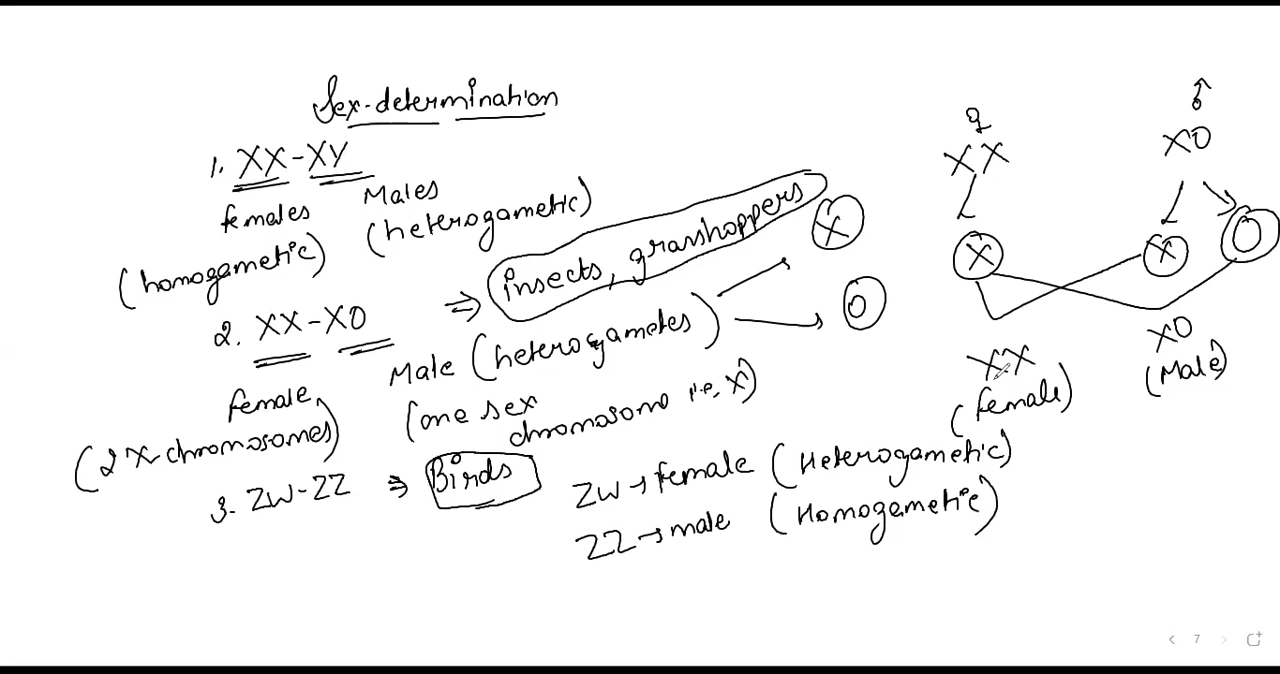 Sex-determination
1. XX-XY
females
(homogametic)
Males
(heterogametic)
2. XX-XO
⇒ insects, grasshoppers
Female
(2 X chromosomes)
Male (heterogametes)
X
O
(one sex
chromosomo i.e, X)
3. ZW-ZZ ⇒ Birds
ZW → female (Heterogametic)
ZZ → male (Homogametic)
♀ ♂
XX XO
X X O
XX XO
(female) (Male)
7